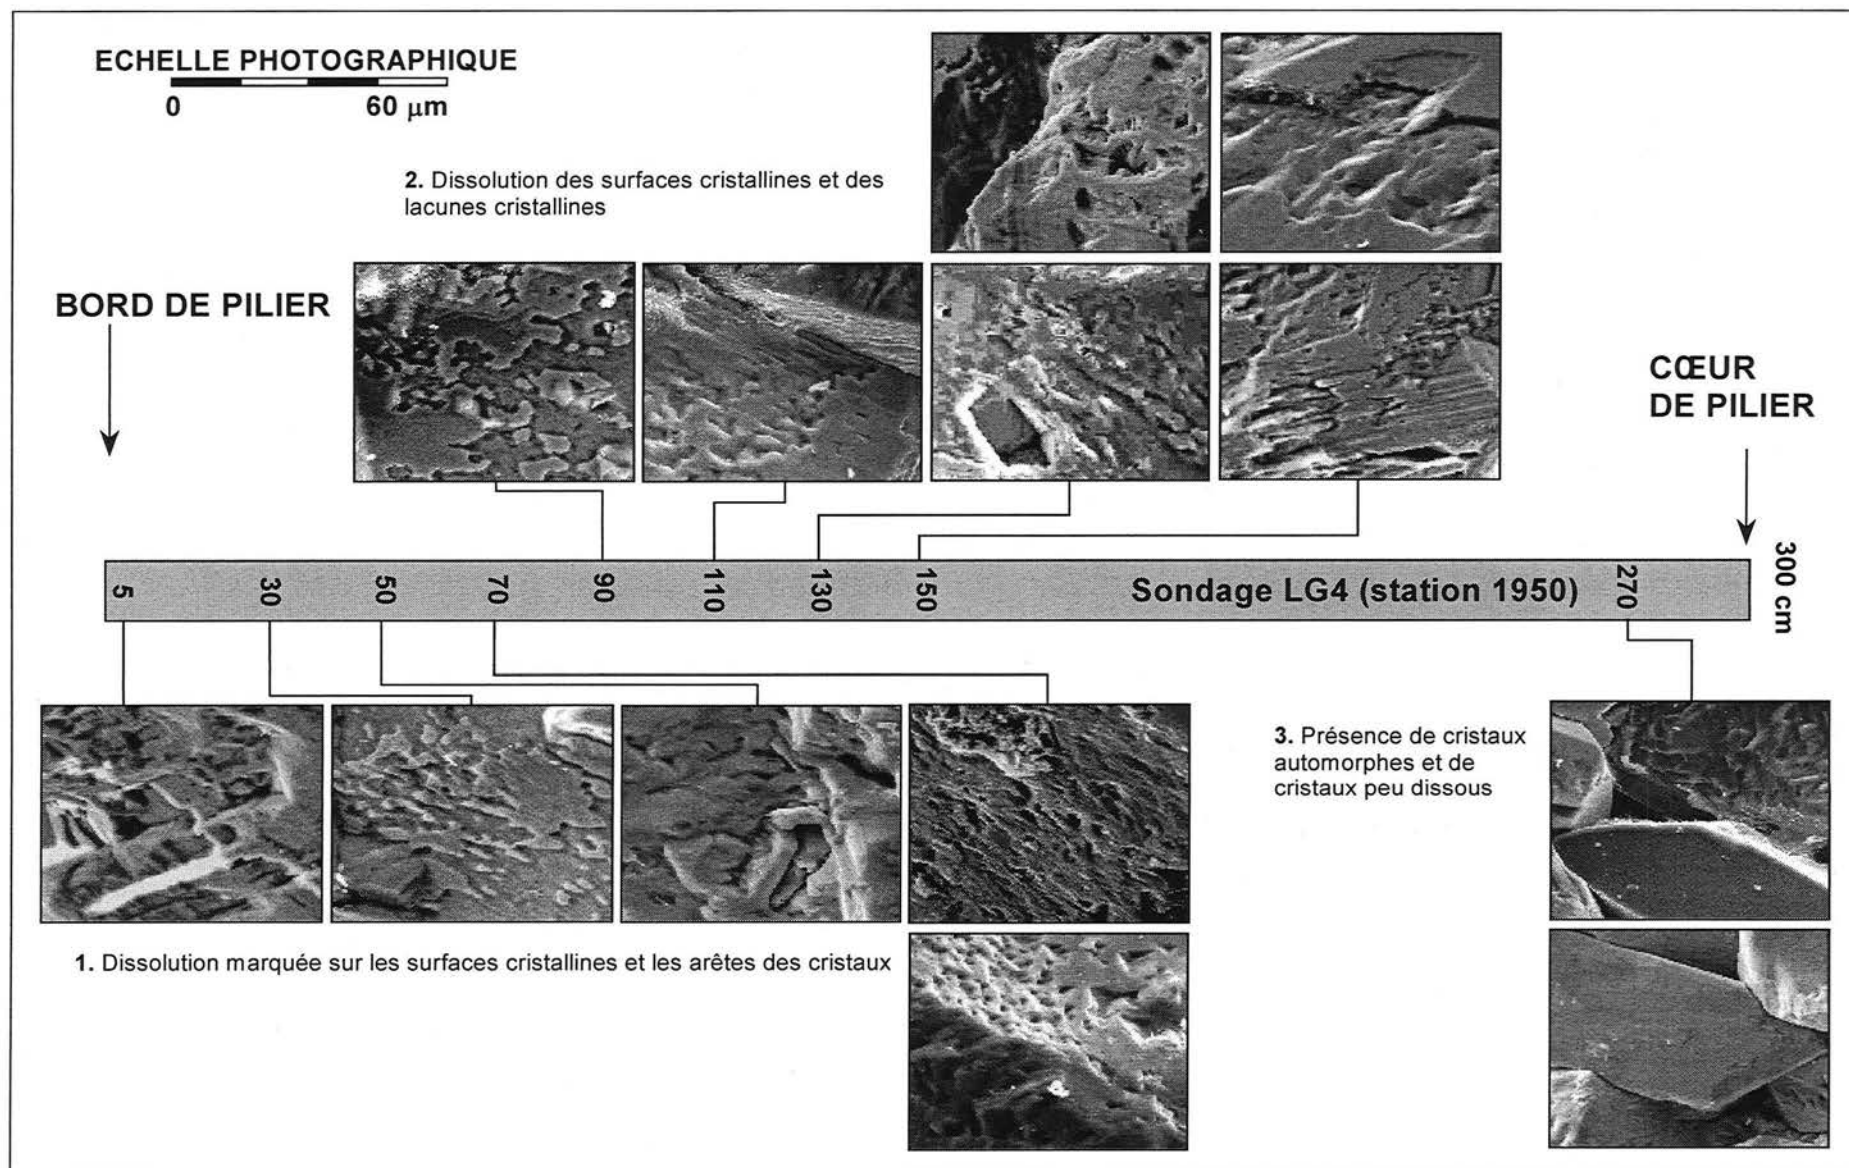 ECHELLE PHOTOGRAPHIQUE
0 60 µm
2. Dissolution des surfaces cristallines et des
lacunes cristallines
BORD DE PILIER
CŒUR
DE PILIER
5 30 50 70 90 110 130 150 Sondage LG4 (station 1950) 270
300 cm
3. Présence de cristaux
automorphes et de
cristaux peu dissous
1. Dissolution marquée sur les surfaces cristallines et les arêtes des cristaux